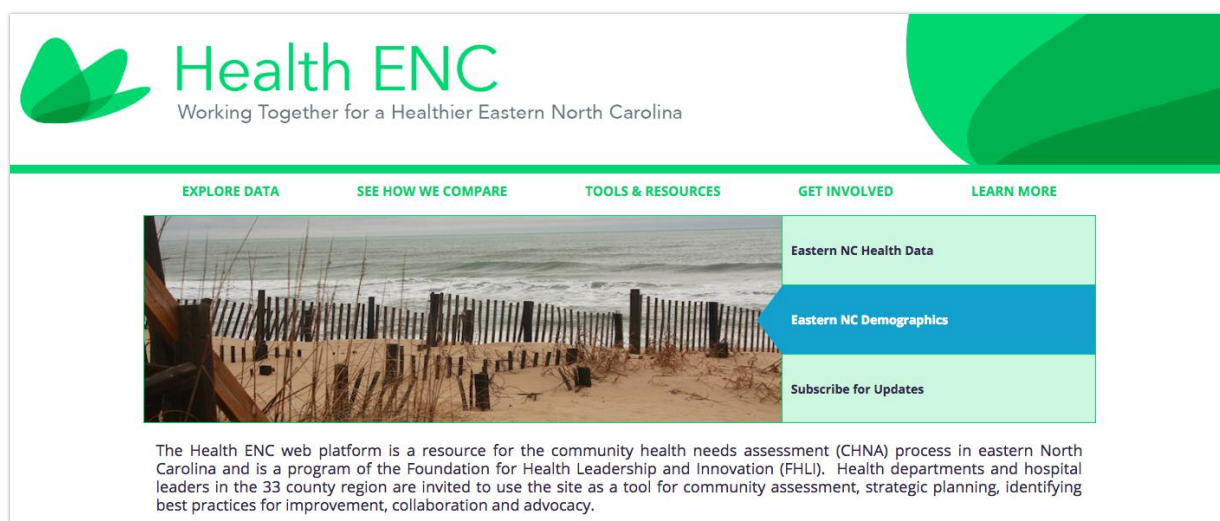 Health ENC
Working Together for a Healthier Eastern North Carolina
EXPLORE DATA SEE HOW WE COMPARE TOOLS & RESOURCES GET INVOLVED LEARN MORE
Eastern NC Health Data
Eastern NC Demographics
Subscribe for Updates
The Health ENC web platform is a resource for the community health needs assessment (CHNA) process in eastern North
Carolina and is a program of the Foundation for Health Leadership and Innovation (FHLI). Health departments and hospital
leaders in the 33 county region are invited to use the site as a tool for community assessment, strategic planning, identifying
best practices for improvement, collaboration and advocacy.